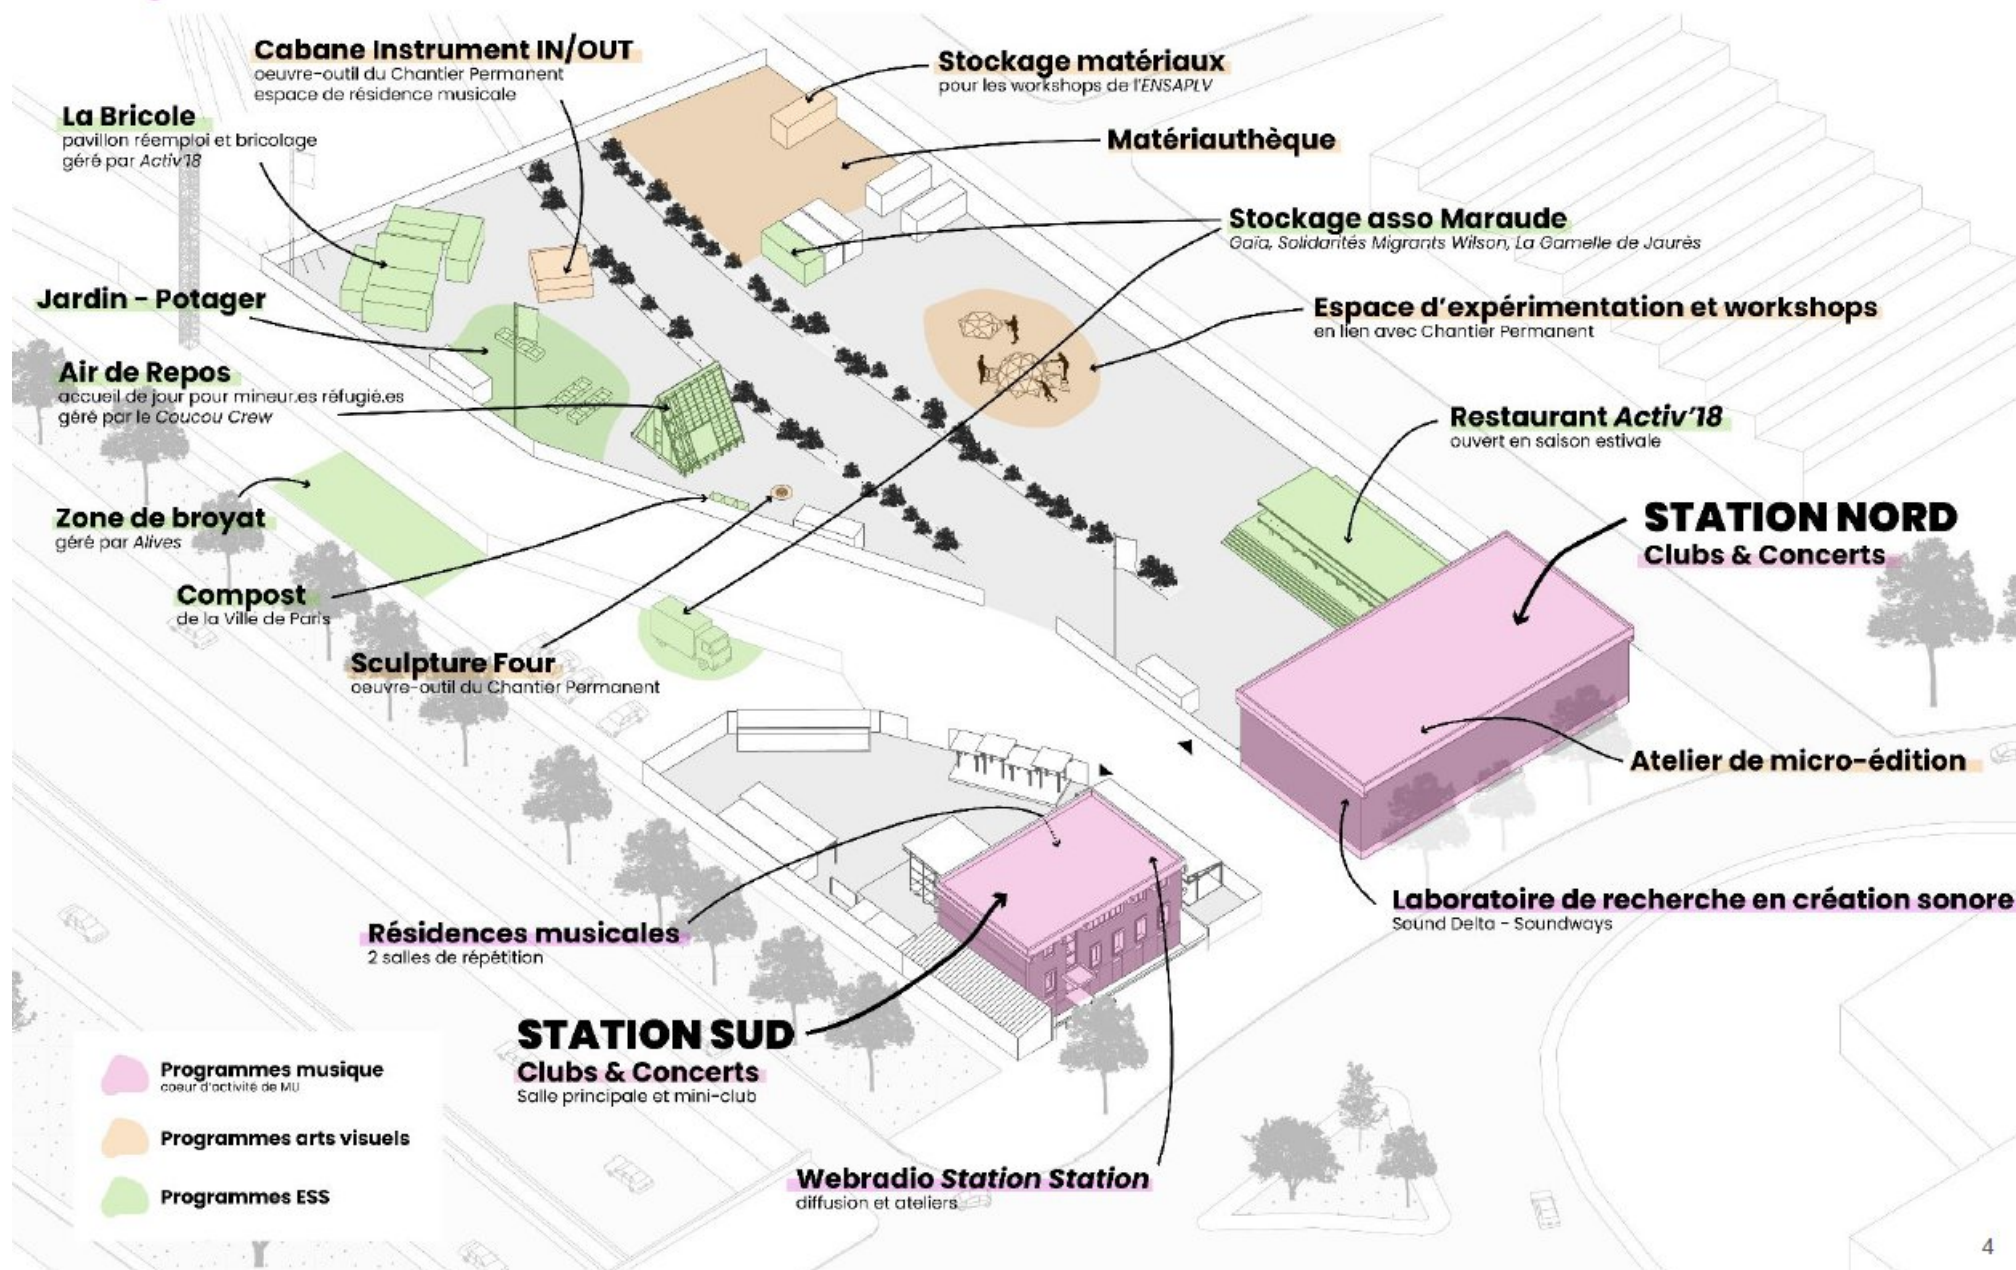 Cabane Instrument IN/OUT
oeuvre-outil du Chantier Permanent
espace de résidence musicale
Stockage matériaux
pour les workshops de l'ENSAPLV
La Bricole
pavillon réemploi et bricolage
géré par Activ'18
Matériauthèque
Stockage asso Maraude
Gaïa, Solidarités Migrants Wilson, La Gamelle de Jaurès
Jardin - Potager
Espace d'expérimentation et workshops
en lien avec Chantier Permanent
Air de Repos
accueil de jour pour mineur.es réfugié.es
géré par le Coucou Crew
Restaurant Activ'18
ouvert en saison estivale
Zone de broyat
géré par Alives
STATION NORD
Clubs & Concerts
Compost
de la Ville de Paris
Sculpture Four
oeuvre-outil du Chantier Permanent
Atelier de micro-édition
Laboratoire de recherche en création sonore
Sound Delta - Soundways
Résidences musicales
2 salles de répétition
STATION SUD
Clubs & Concerts
Salle principale et mini-club
Webradio Station Station
diffusion et ateliers
Programmes musique
coeur d'activité de MU
Programmes arts visuels
Programmes ESS
4